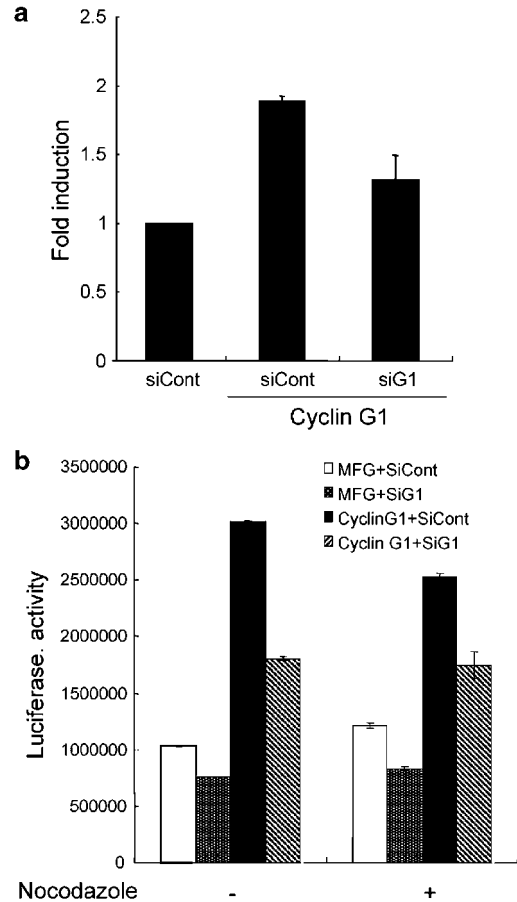 a
2.5
2
1.5
1
0.5
0
Fold induction
siCont
siCont
siG1
Cyclin G1
b
3500000
3000000
2500000
2000000
1500000
1000000
500000
0
Luciferase. activity
MFG+SiCont
MFG+SiG1
CyclinG1+SiCont
Cyclin G1+SiG1
Nocodazole - +